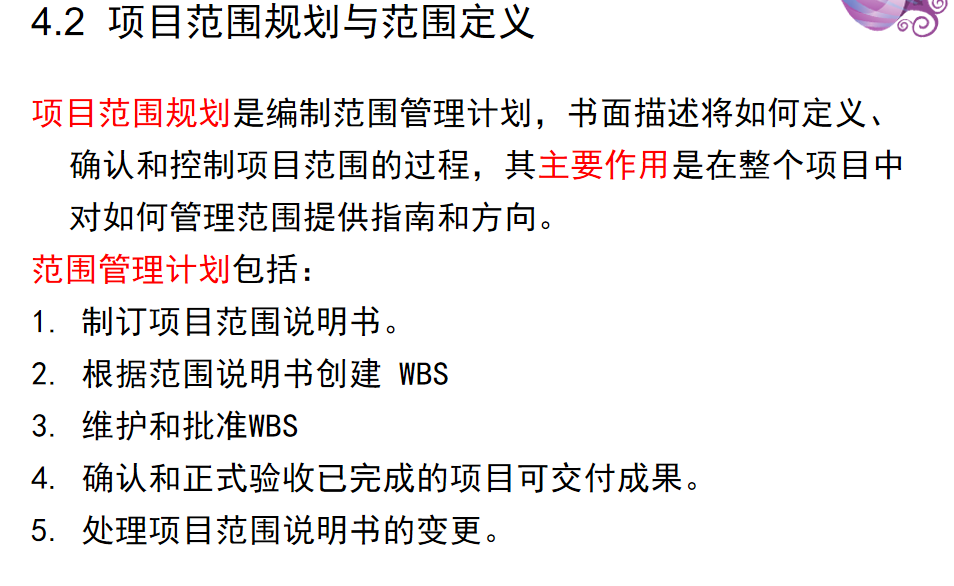 4.2 项目范围规划与范围定义
项目范围规划是编制范围管理计划，书面描述将如何定义、
确认和控制项目范围的过程，其主要作用是在整个项目中
对如何管理范围提供指南和方向。
范围管理计划包括：
1. 制订项目范围说明书。
2. 根据范围说明书创建 WBS
3. 维护和批准WBS
4. 确认和正式验收已完成的项目可交付成果。
5. 处理项目范围说明书的变更。